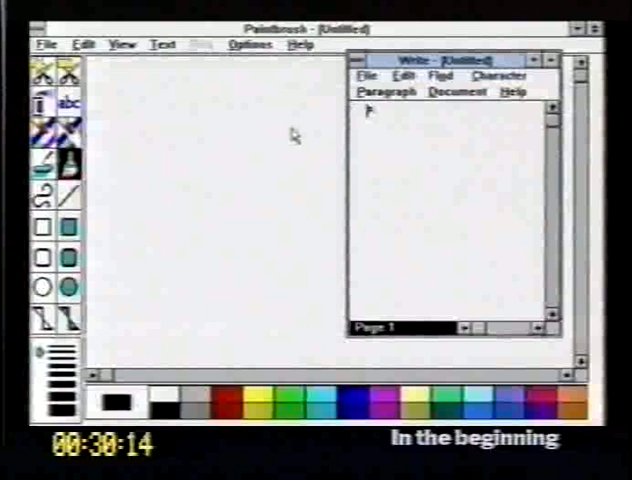 Paintbrush - [Untitled]
File Edit View Text Options Help
Write - [Untitled]
File Edit Find Character
Paragraph Document Help
abc
Page 1
00:30:14
In the beginning